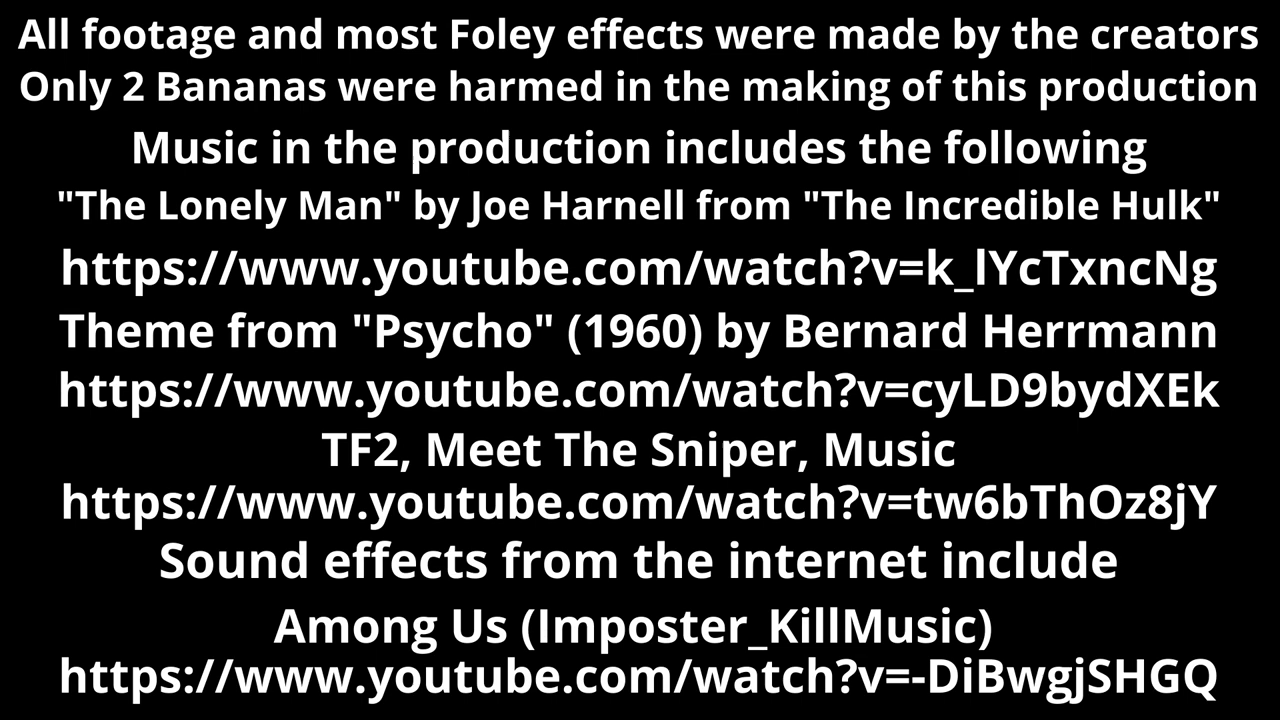 All footage and most Foley effects were made by the creators
Only 2 Bananas were harmed in the making of this production
Music in the production includes the following
"The Lonely Man" by Joe Harnell from "The Incredible Hulk"
https://www.youtube.com/watch?v=k_lYcTxncNg
Theme from "Psycho" (1960) by Bernard Herrmann
https://www.youtube.com/watch?v=cyLD9bydXEk
TF2, Meet The Sniper, Music
https://www.youtube.com/watch?v=tw6bThOz8jY
Sound effects from the internet include
Among Us (Imposter_KillMusic)
https://www.youtube.com/watch?v=-DiBwgjSHGQ